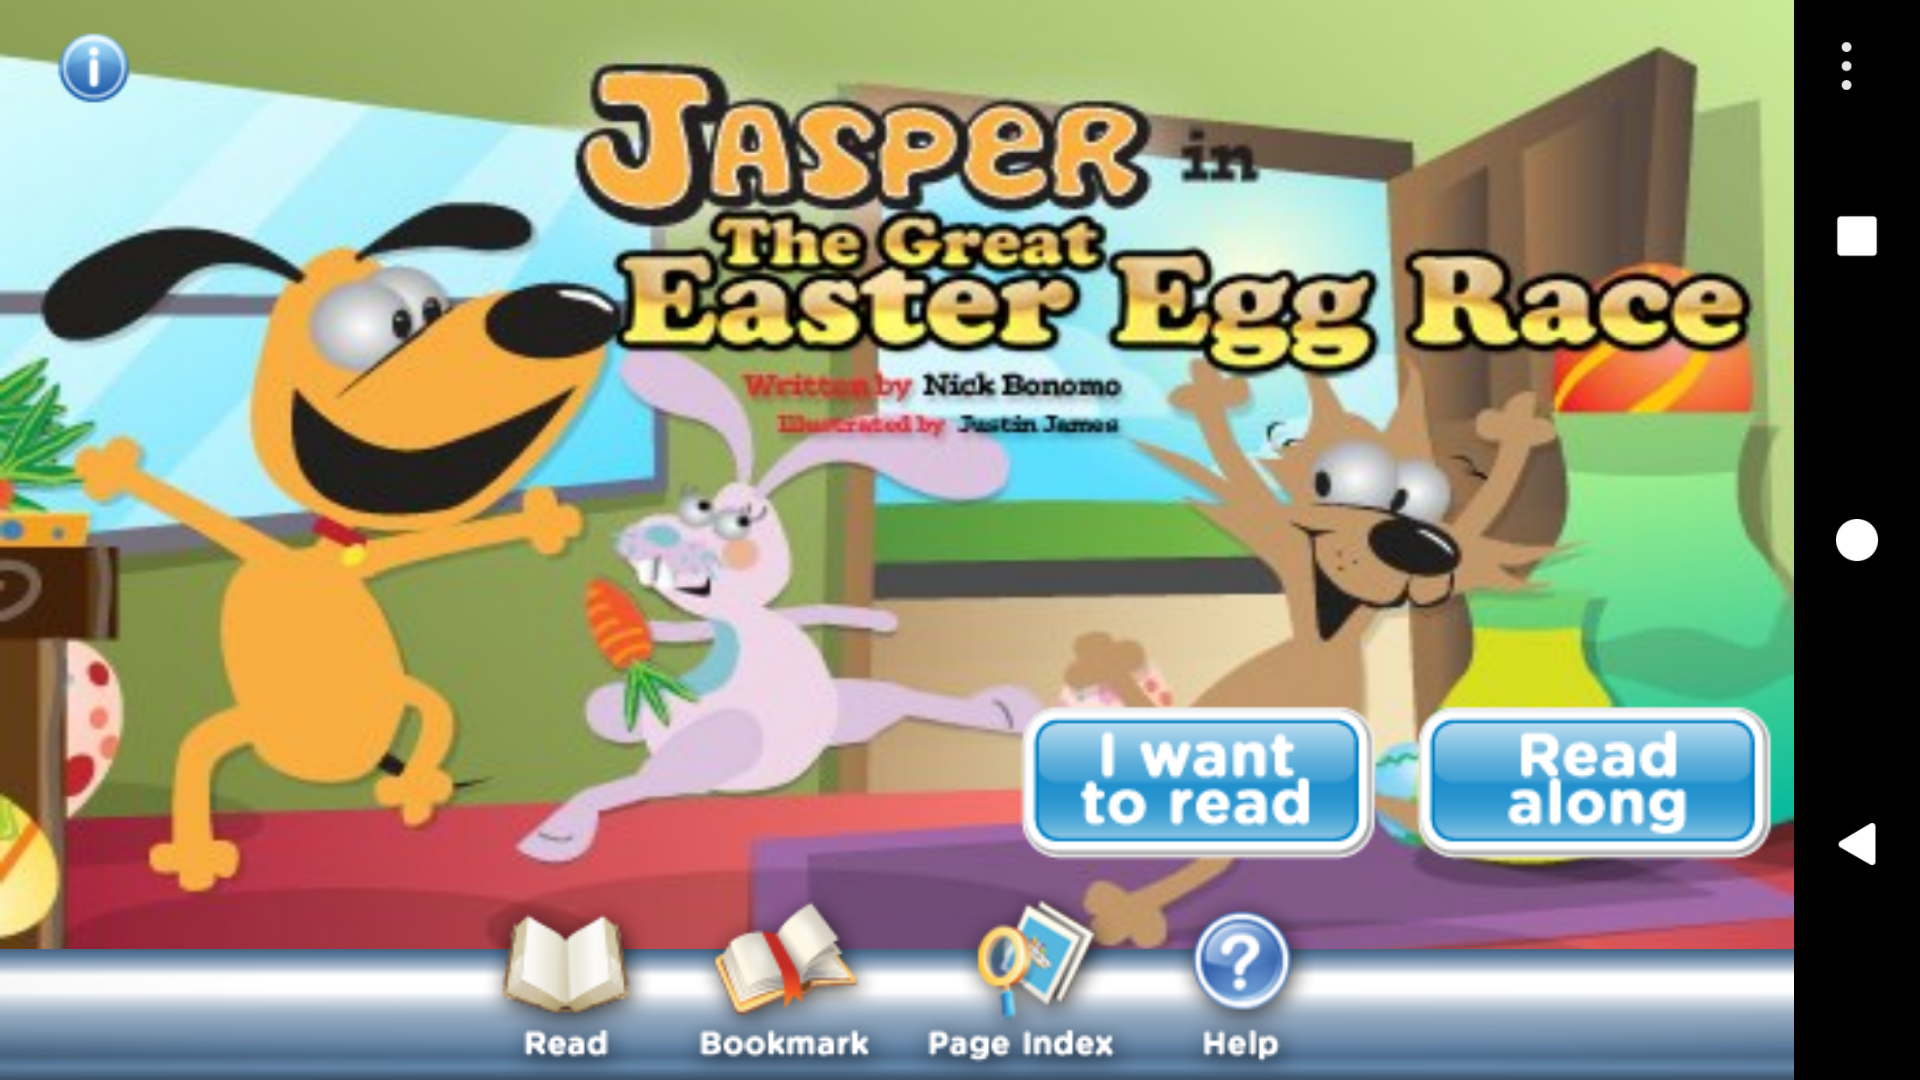 i
JASPER in
The Great
Easter Egg Race
Written by Nick Bonomo
Illustrated by Justin James
I want
to read
Read
along
?
Read
Bookmark
Page Index
Help